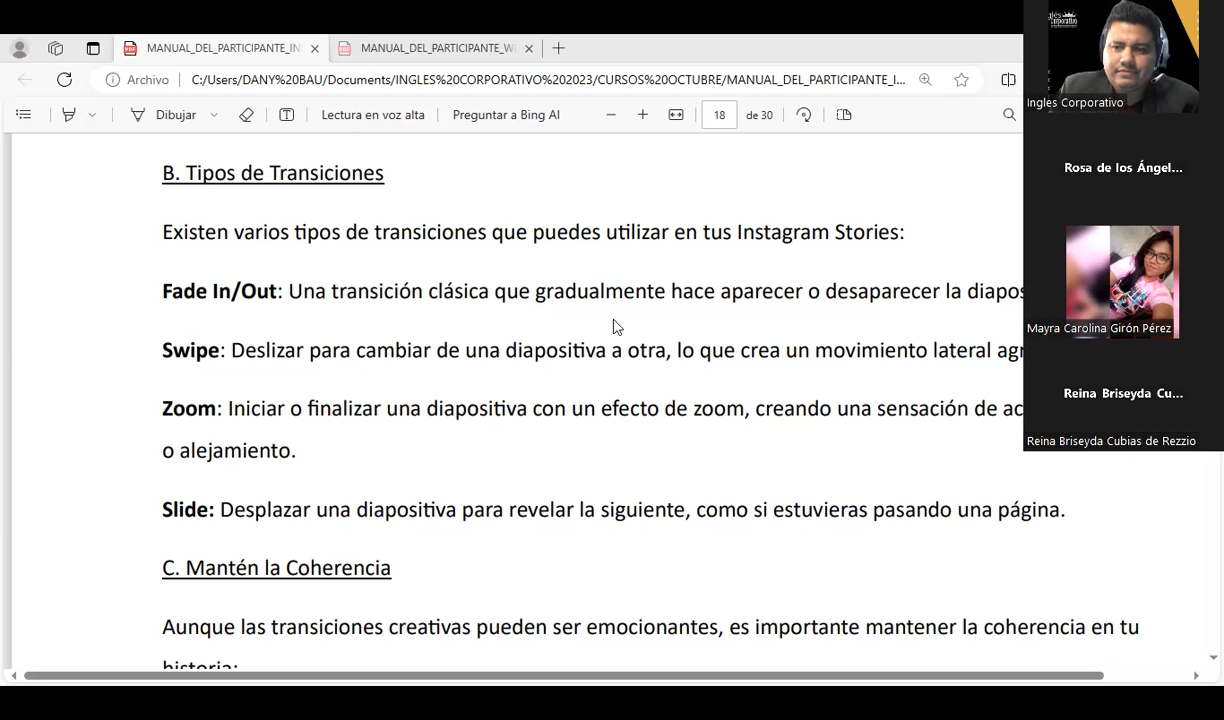 MANUAL_DEL_PARTICIPANTE_IN
MANUAL_DEL_PARTICIPANTE_W
Archivo
C:/Users/DANY%20BAU/Documents/INGLES%20CORPORATIVO%202023/CURSOS%20OCTUBRE/MANUAL_DEL_PARTICIPANTE_I...
Dibujar
Lectura en voz alta
Preguntar a Bing AI
18
de 30
B. Tipos de Transiciones
Existen varios tipos de transiciones que puedes utilizar en tus Instagram Stories:
Fade In/Out: Una transición clásica que gradualmente hace aparecer o desaparecer la diapos
Swipe: Deslizar para cambiar de una diapositiva a otra, lo que crea un movimiento lateral agr
Zoom: Iniciar o finalizar una diapositiva con un efecto de zoom, creando una sensación de ac
o alejamiento.
Slide: Desplazar una diapositiva para revelar la siguiente, como si estuvieras pasando una página.
C. Mantén la Coherencia
Aunque las transiciones creativas pueden ser emocionantes, es importante mantener la coherencia en tu
historia:
Ingles Corporativo
Rosa de los Ángel...
Mayra Carolina Girón Pérez
Reina Briseyda Cu...
Reina Briseyda Cubias de Rezzio